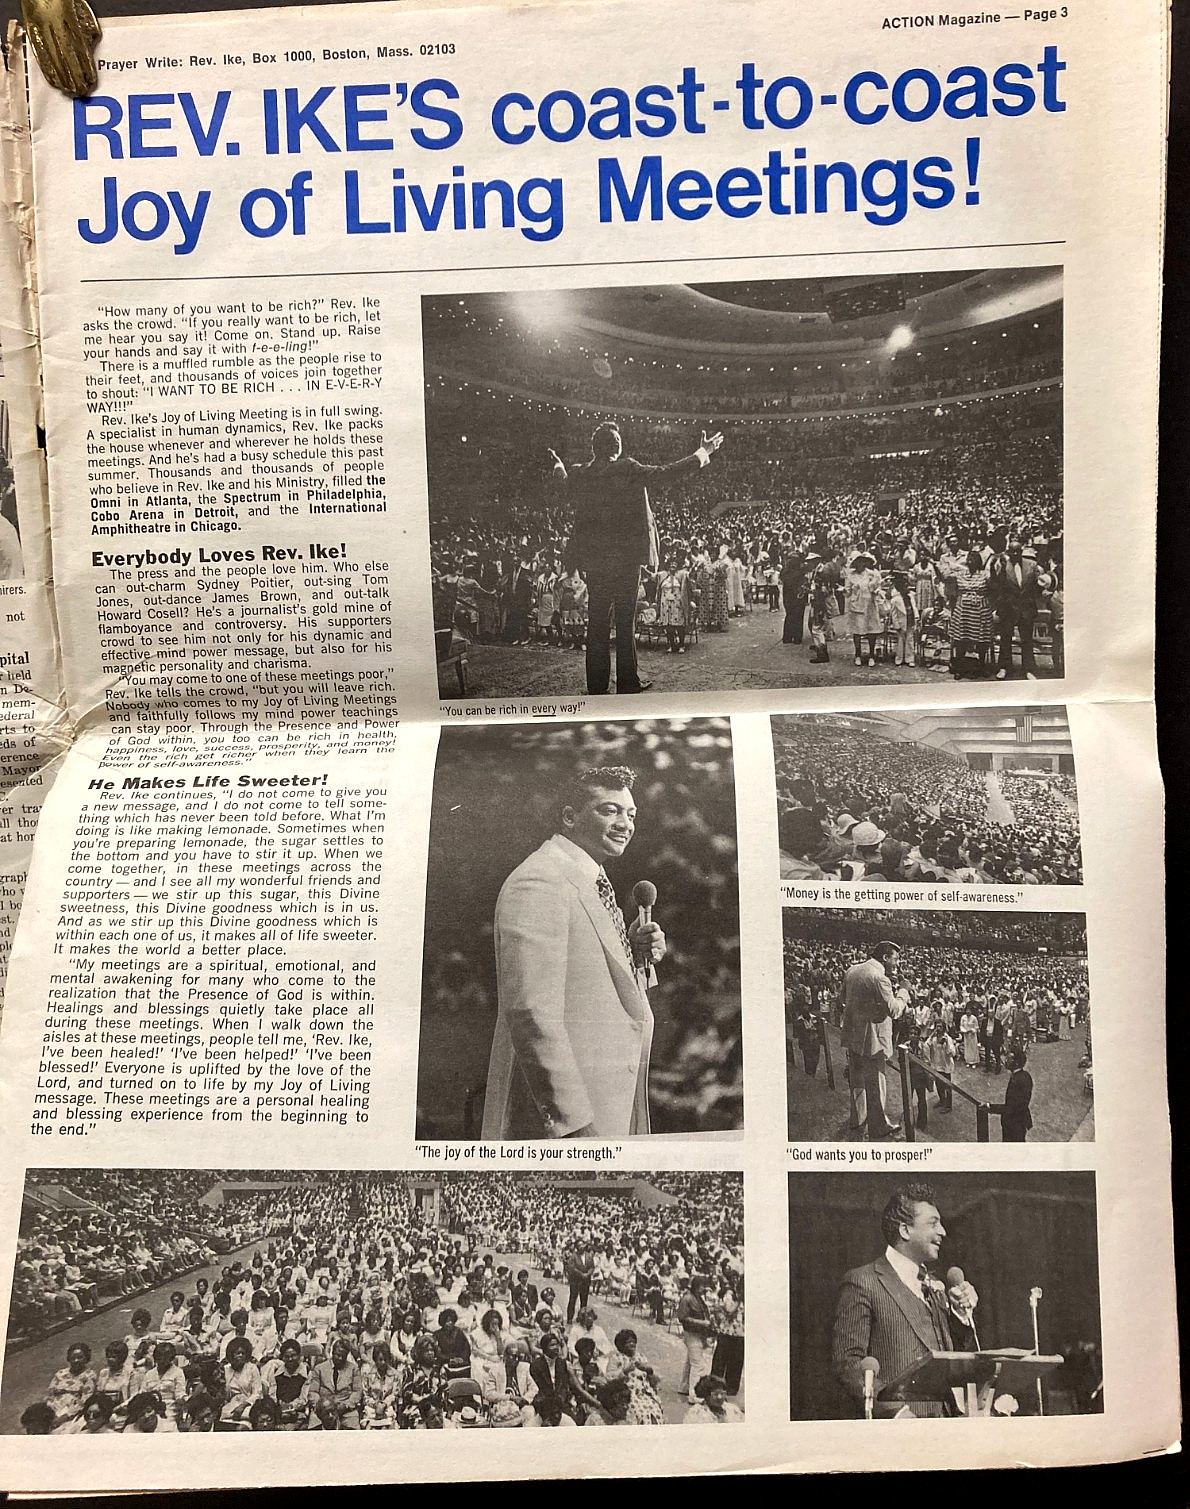 ACTION Magazine — Page 3
Prayer Write: Rev. Ike, Box 1000, Boston, Mass. 02103
REV. IKE'S coast-to-coast
Joy of Living Meetings!
"How many of you want to be rich?" Rev. Ike
asks the crowd. "If you really want to be rich, let
me hear you say it! Come on. Stand up. Raise
your hands and say it with f-e-e-ling!"
There is a muffled rumble as the people rise to
their feet, and thousands of voices join together
to shout: "I WANT TO BE RICH . . . IN E-V-E-R-Y
WAY!!!"
Rev. Ike's Joy of Living Meeting is in full swing.
A specialist in human dynamics, Rev. Ike packs
the house whenever and wherever he holds these
meetings. And he's had a busy schedule this past
summer. Thousands and thousands of people
who believe in Rev. Ike and his Ministry, filled the
Omni in Atlanta, the Spectrum in Philadelphia,
Cobo Arena in Detroit, and the International
Amphitheatre in Chicago.
Everybody Loves Rev. Ike!
The press and the people love him. Who else
can out-charm Sydney Poitier, out-sing Tom
Jones, out-dance James Brown, and out-talk
Howard Cosell? He's a journalist's gold mine of
flamboyance and controversy. His supporters
crowd to see him not only for his dynamic and
effective mind power message, but also for his
magnetic personality and charisma.
"You may come to one of these meetings poor,"
Rev. Ike tells the crowd, "but you will leave rich.
Nobody who comes to my Joy of Living Meetings
and faithfully follows my mind power teachings
can stay poor. Through the Presence and Power
of God within, you too can be rich in health,
happiness, love, success, prosperity, and money!
Even the rich get richer when they learn the
power of self-awareness."
He Makes Life Sweeter!
Rev. Ike continues, "I do not come to give you
a new message, and I do not come to tell some-
thing which has never been told before. What I'm
doing is like making lemonade. Sometimes when
you're preparing lemonade, the sugar settles to
the bottom and you have to stir it up. When we
come together, in these meetings across the
country — and I see all my wonderful friends and
supporters — we stir up this sugar, this Divine
sweetness, this Divine goodness which is in us.
And as we stir up this Divine goodness which is
within each one of us, it makes all of life sweeter.
It makes the world a better place.
"My meetings are a spiritual, emotional, and
mental awakening for many who come to the
realization that the Presence of God is within.
Healings and blessings quietly take place all
during these meetings. When I walk down the
aisles at these meetings, people tell me, 'Rev. Ike,
I've been healed!' 'I've been helped!' 'I've been
blessed!' Everyone is uplifted by the love of the
Lord, and turned on to life by my Joy of Living
message. These meetings are a personal healing
and blessing experience from the beginning to
the end."
"You can be rich in every way!"
"The joy of the Lord is your strength."
"Money is the getting power of self-awareness."
"God wants you to prosper!"
not
held
ederal
rts to
eds of
erence
Mayor
esented
at hor